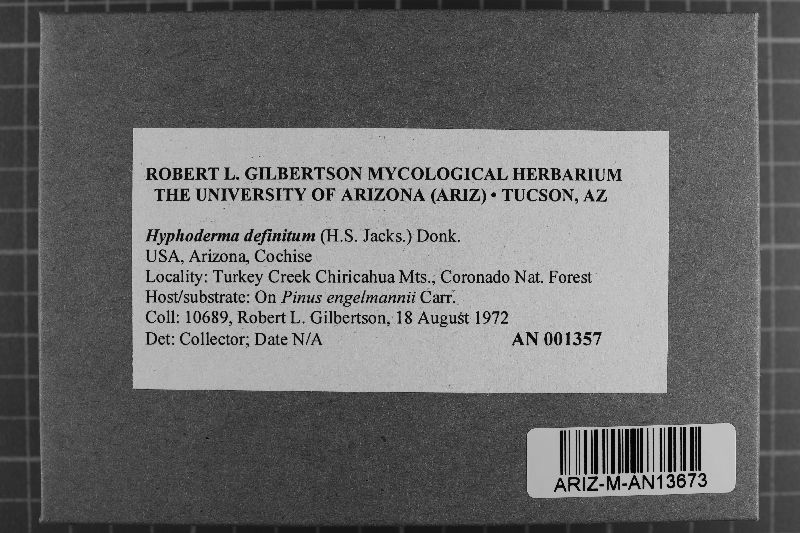 ROBERT L. GILBERTSON MYCOLOGICAL HERBARIUM
THE UNIVERSITY OF ARIZONA (ARIZ) • TUCSON, AZ
Hyphoderma definitum (H.S. Jacks.) Donk.
USA, Arizona, Cochise
Locality: Turkey Creek Chiricahua Mts., Coronado Nat. Forest
Host/substrate: On Pinus engelmannii Carr.
Coll: 10689, Robert L. Gilbertson, 18 August 1972
Det: Collector; Date N/A AN 001357
ARIZ-M-AN13673